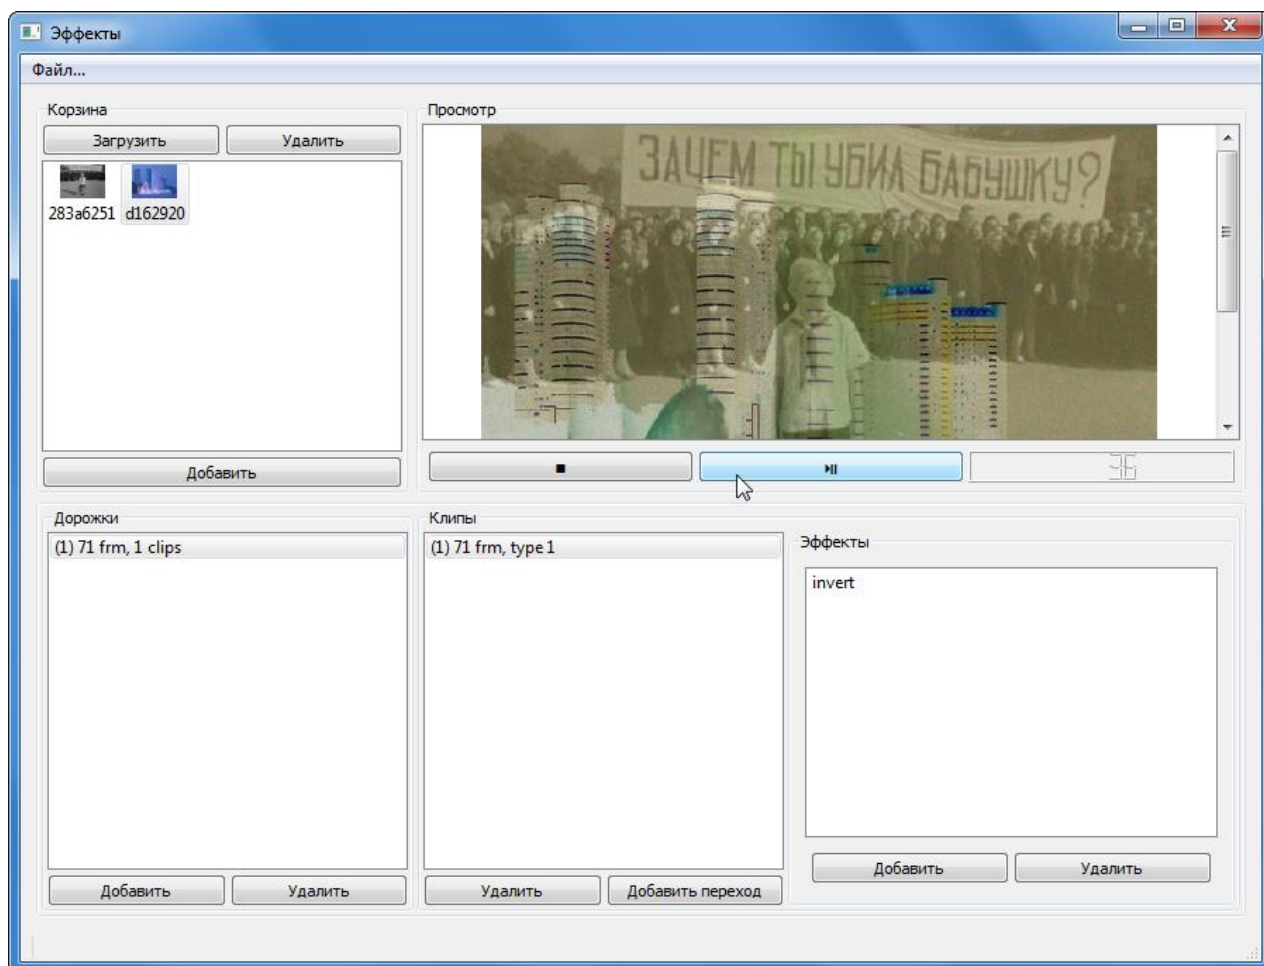 Эффекты
Файл...
Корзина
Загрузить
Удалить
283a6251
d162920
Добавить
Просмотр
ЗАЧЕМ ТЫ УБИЛ БАБУШКУ?
36
Дорожки
(1) 71 frm, 1 clips
Добавить
Удалить
Клипы
(1) 71 frm, type 1
Удалить
Добавить переход
Эффекты
invert
Добавить
Удалить